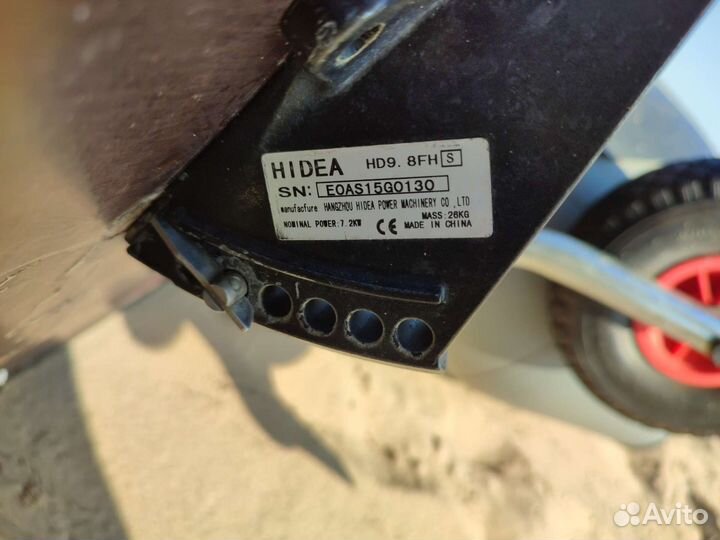 HIDEA HD9.8FH S
SN: E0AS15G0130
manufacfure HANGZHOU HIDEA POWER MACHINERY CO.,LTD
MASS:26KG
NOMINAL POWER:7.2KW CE MADE IN CHINA
Avito